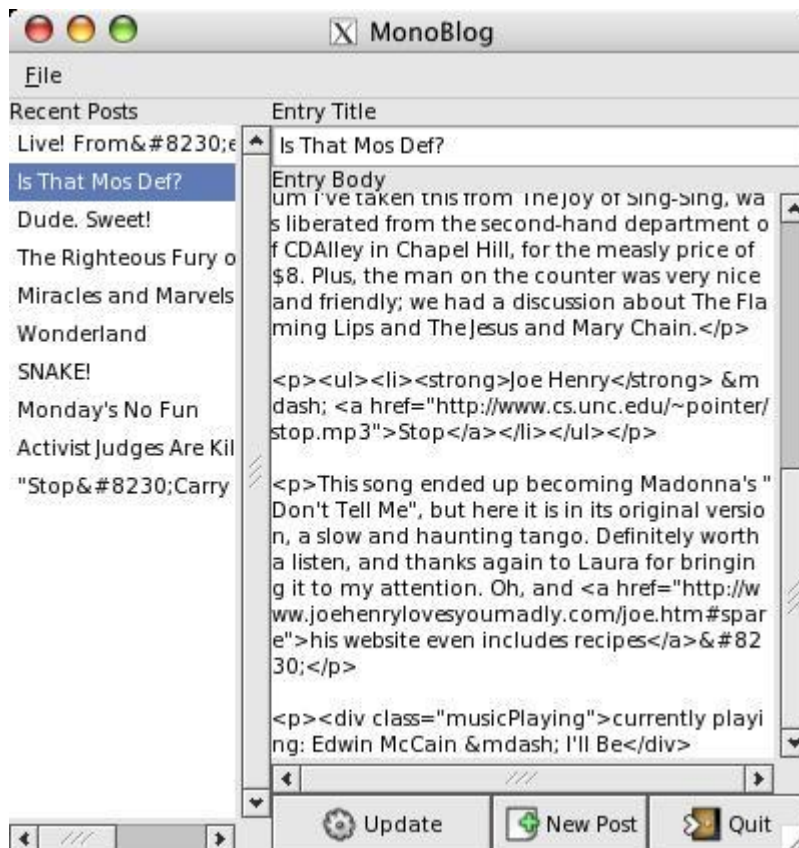 MonoBlog
File
Recent Posts
Live! From&#8230;e
Is That Mos Def?
Dude. Sweet!
The Righteous Fury o
Miracles and Marvels
Wonderland
SNAKE!
Monday's No Fun
Activist Judges Are Kil
"Stop&#8230;Carry
Entry Title
Is That Mos Def?
Entry Body
um I've taken this from The Joy of Sing-Sing, wa
s liberated from the second-hand department o
f CDAlley in Chapel Hill, for the measly price of
$8. Plus, the man on the counter was very nice
and friendly; we had a discussion about The Fla
ming Lips and The Jesus and Mary Chain.</p>
<p><ul><li><strong>Joe Henry</strong> &m
dash; <a href="http://www.cs.unc.edu/~pointer/
stop.mp3">Stop</a></li></ul></p>
<p>This song ended up becoming Madonna's "
Don't Tell Me", but here it is in its original versio
n, a slow and haunting tango. Definitely worth
a listen, and thanks again to Laura for bringin
g it to my attention. Oh, and <a href="http://w
ww.joehenrylovesyoumadly.com/joe.htm#spar
e">his website even includes recipes</a>&#82
30;</p>
<p><div class="musicPlaying">currently playi
ng: Edwin McCain &mdash; I'll Be</div>
Update
New Post
Quit